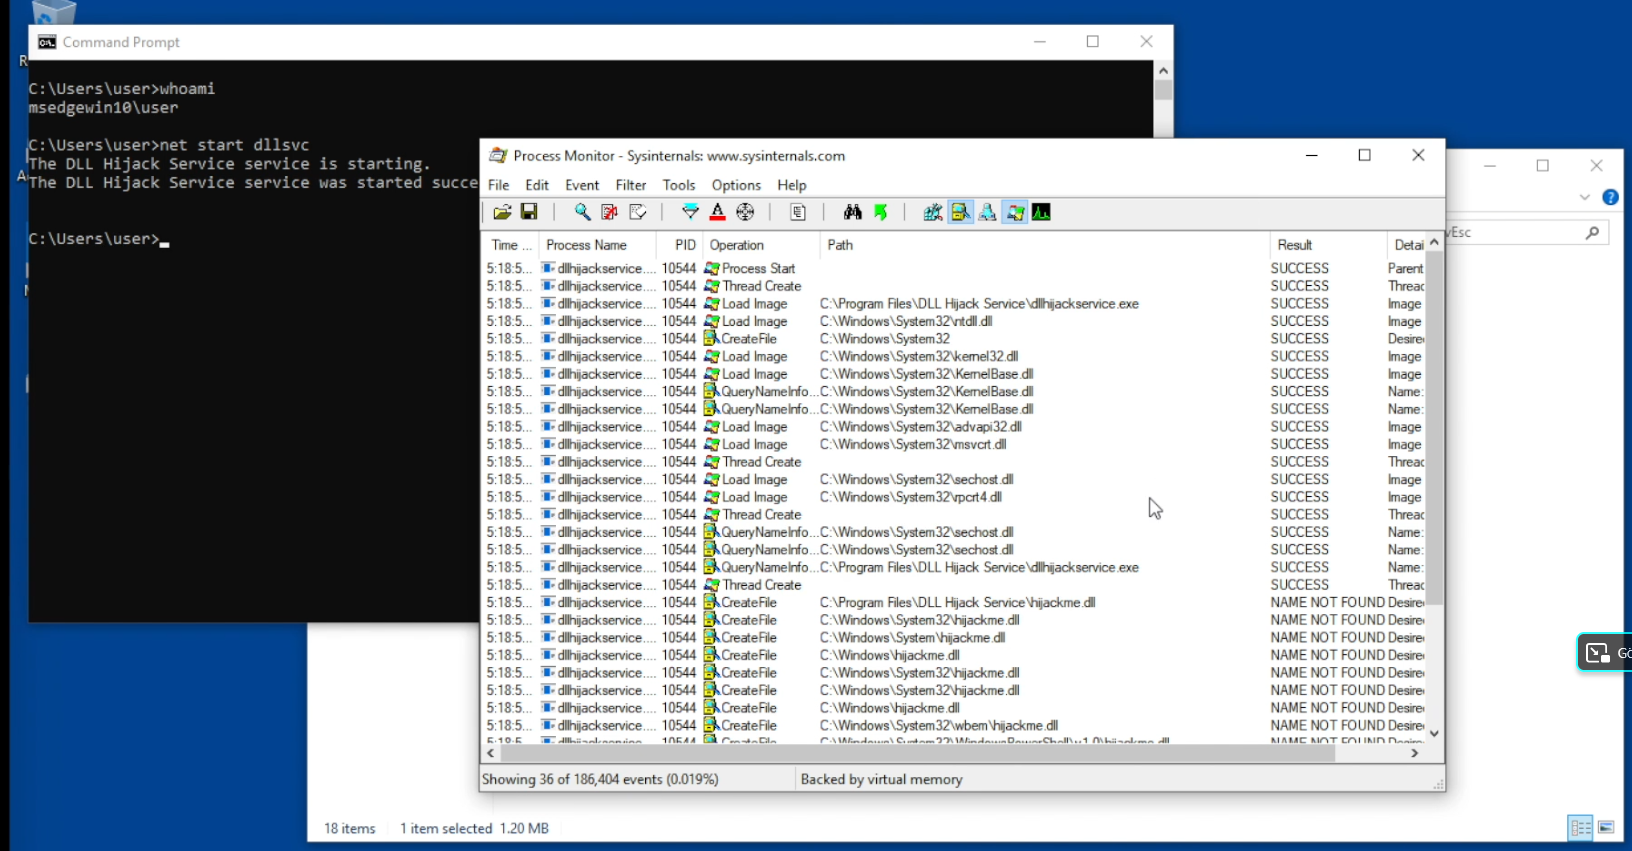 Command Prompt
C:\Users\user>whoami
msedgewin10\user
C:\Users\user>net start dllsvc
The DLL Hijack Service service is starting.
The DLL Hijack Service service was started succe
C:\Users\user>
Process Monitor - Sysinternals: www.sysinternals.com
File Edit Event Filter Tools Options Help
vEsc
Time ... Process Name PID Operation Path Result Detai
5:18:5... dllhijackservice.... 10544 Process Start SUCCESS Parent
5:18:5... dllhijackservice.... 10544 Thread Create SUCCESS Threac
5:18:5... dllhijackservice.... 10544 Load Image C:\Program Files\DLL Hijack Service\dllhijackservice.exe SUCCESS Image
5:18:5... dllhijackservice.... 10544 Load Image C:\Windows\System32\ntdll.dll SUCCESS Image
5:18:5... dllhijackservice.... 10544 CreateFile C:\Windows\System32 SUCCESS Desire
5:18:5... dllhijackservice.... 10544 Load Image C:\Windows\System32\kernel32.dll SUCCESS Image
5:18:5... dllhijackservice.... 10544 Load Image C:\Windows\System32\KernelBase.dll SUCCESS Image
5:18:5... dllhijackservice.... 10544 QueryNameInfo... C:\Windows\System32\KernelBase.dll SUCCESS Name:
5:18:5... dllhijackservice.... 10544 QueryNameInfo... C:\Windows\System32\KernelBase.dll SUCCESS Name:
5:18:5... dllhijackservice.... 10544 Load Image C:\Windows\System32\advapi32.dll SUCCESS Image
5:18:5... dllhijackservice.... 10544 Load Image C:\Windows\System32\msvcrt.dll SUCCESS Image
5:18:5... dllhijackservice.... 10544 Thread Create SUCCESS Threac
5:18:5... dllhijackservice.... 10544 Load Image C:\Windows\System32\sechost.dll SUCCESS Image
5:18:5... dllhijackservice.... 10544 Load Image C:\Windows\System32\rpcrt4.dll SUCCESS Image
5:18:5... dllhijackservice.... 10544 Thread Create SUCCESS Threac
5:18:5... dllhijackservice.... 10544 QueryNameInfo... C:\Windows\System32\sechost.dll SUCCESS Name:
5:18:5... dllhijackservice.... 10544 QueryNameInfo... C:\Windows\System32\sechost.dll SUCCESS Name:
5:18:5... dllhijackservice.... 10544 QueryNameInfo... C:\Program Files\DLL Hijack Service\dllhijackservice.exe SUCCESS Name:
5:18:5... dllhijackservice.... 10544 Thread Create SUCCESS Threac
5:18:5... dllhijackservice.... 10544 CreateFile C:\Program Files\DLL Hijack Service\hijackme.dll NAME NOT FOUND Desire
5:18:5... dllhijackservice.... 10544 CreateFile C:\Windows\System32\hijackme.dll NAME NOT FOUND Desire
5:18:5... dllhijackservice.... 10544 CreateFile C:\Windows\System\hijackme.dll NAME NOT FOUND Desire
5:18:5... dllhijackservice.... 10544 CreateFile C:\Windows\hijackme.dll NAME NOT FOUND Desire
5:18:5... dllhijackservice.... 10544 CreateFile C:\Windows\System32\hijackme.dll NAME NOT FOUND Desire
5:18:5... dllhijackservice.... 10544 CreateFile C:\Windows\System32\hijackme.dll NAME NOT FOUND Desire
5:18:5... dllhijackservice.... 10544 CreateFile C:\Windows\hijackme.dll NAME NOT FOUND Desire
5:18:5... dllhijackservice.... 10544 CreateFile C:\Windows\System32\wbem\hijackme.dll NAME NOT FOUND Desire
5:18:5... dllhijackservice.... 10544 CreateFile C:\Windows\System32\WindowsPowerShell\v1.0\hijackme.dll NAME NOT FOUND Desire
Showing 36 of 186,404 events (0.019%) Backed by virtual memory
18 items 1 item selected 1.20 MB
Gö